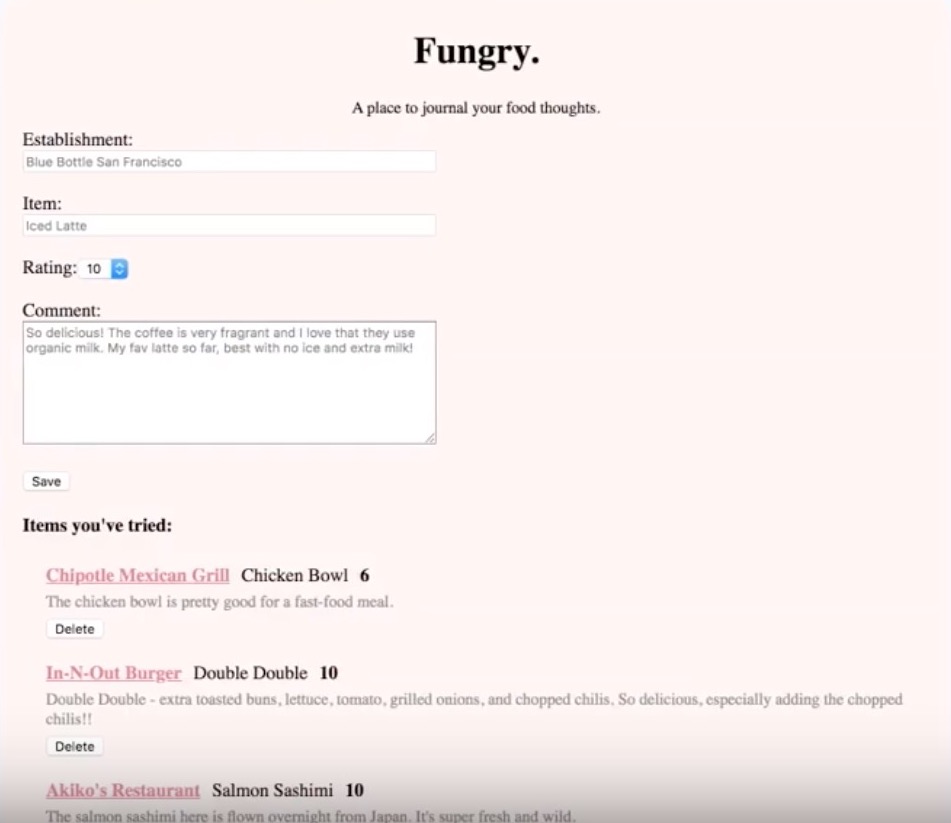 Fungry.
A place to journal your food thoughts.
Establishment:
Blue Bottle San Francisco
Item:
Iced Latte
Rating: 10
Comment:
So delicious! The coffee is very fragrant and I love that they use
organic milk. My fav latte so far, best with no ice and extra milk!
Save
Items you've tried:
Chipotle Mexican Grill Chicken Bowl 6
The chicken bowl is pretty good for a fast-food meal.
Delete
In-N-Out Burger Double Double 10
Double Double - extra toasted buns, lettuce, tomato, grilled onions, and chopped chilis. So delicious, especially adding the chopped
chilis!!
Delete
Akiko's Restaurant Salmon Sashimi 10
The salmon sashimi here is flown overnight from Japan. It's super fresh and wild.